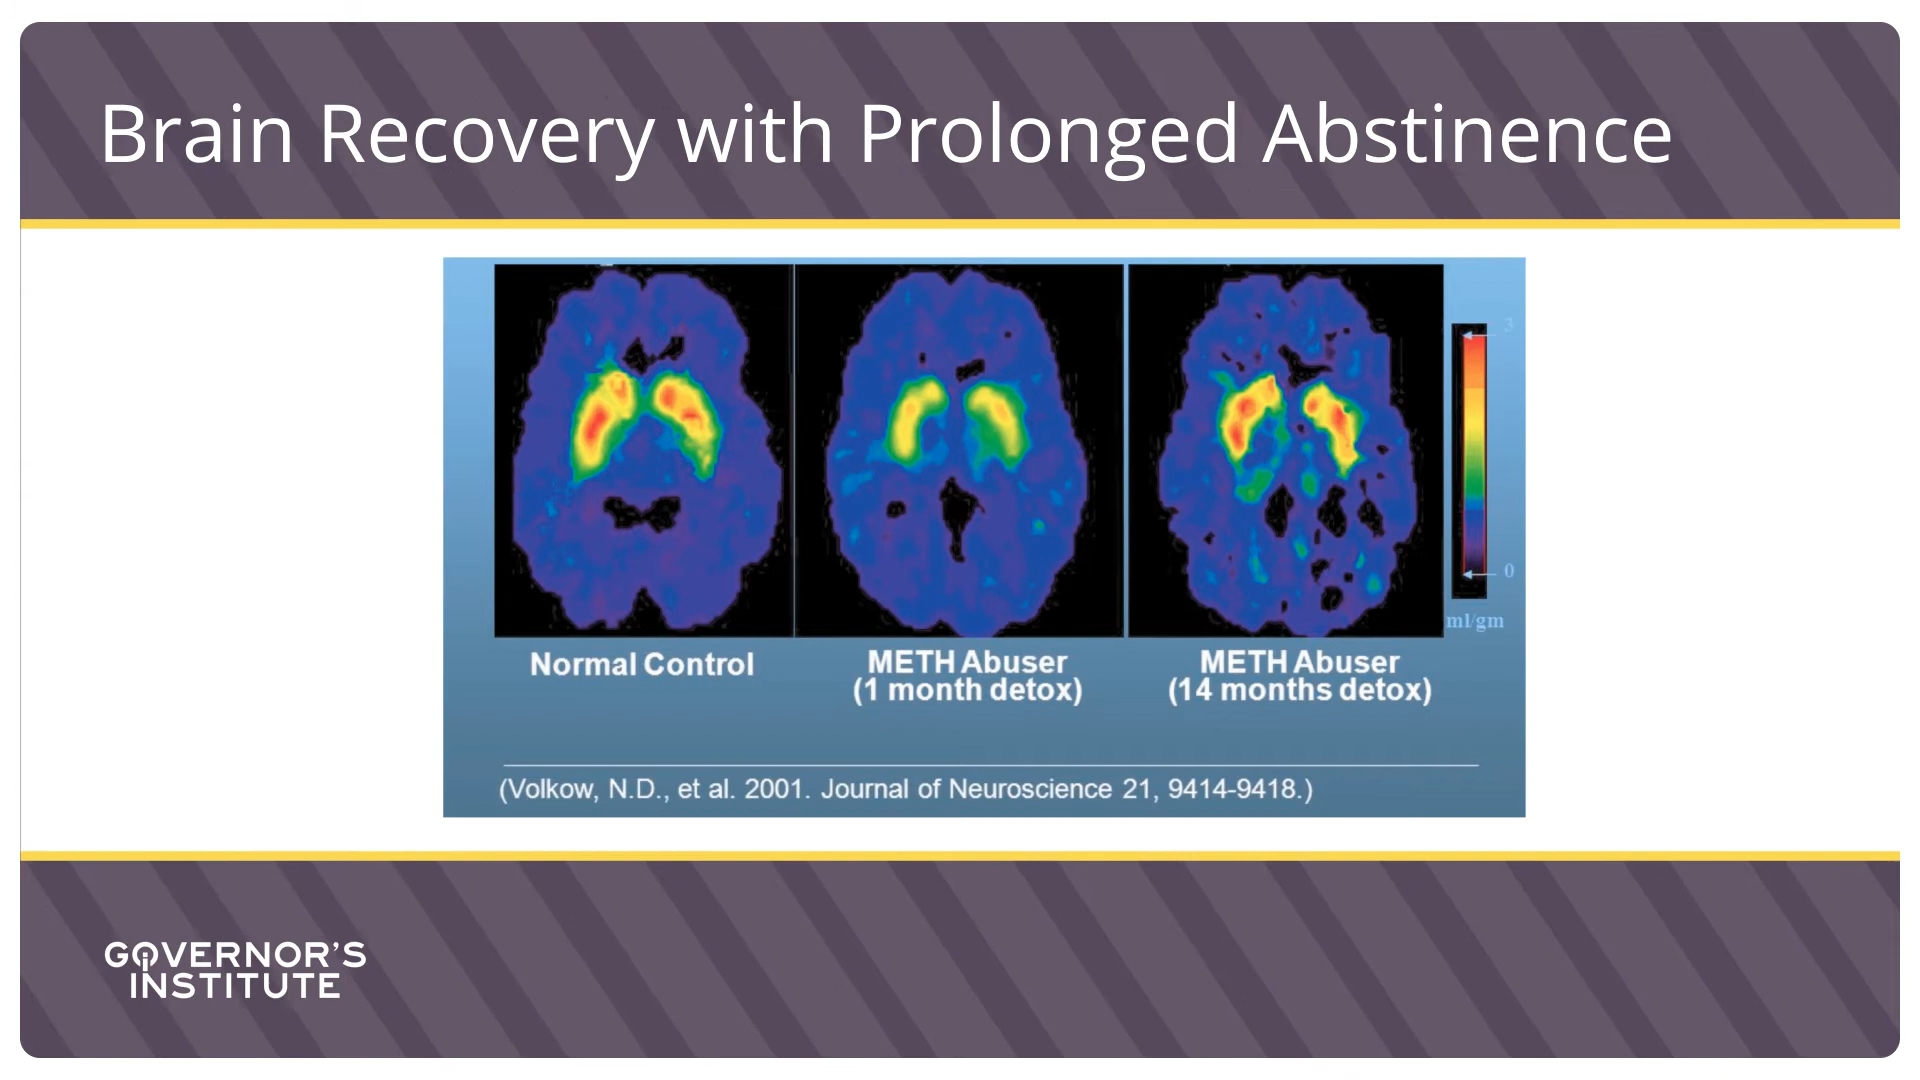 Brain Recovery with Prolonged Abstinence
3
0
ml/gm
Normal Control
METH Abuser
(1 month detox)
METH Abuser
(14 months detox)
(Volkow, N.D., et al. 2001. Journal of Neuroscience 21, 9414-9418.)
GOVERNOR'S
INSTITUTE